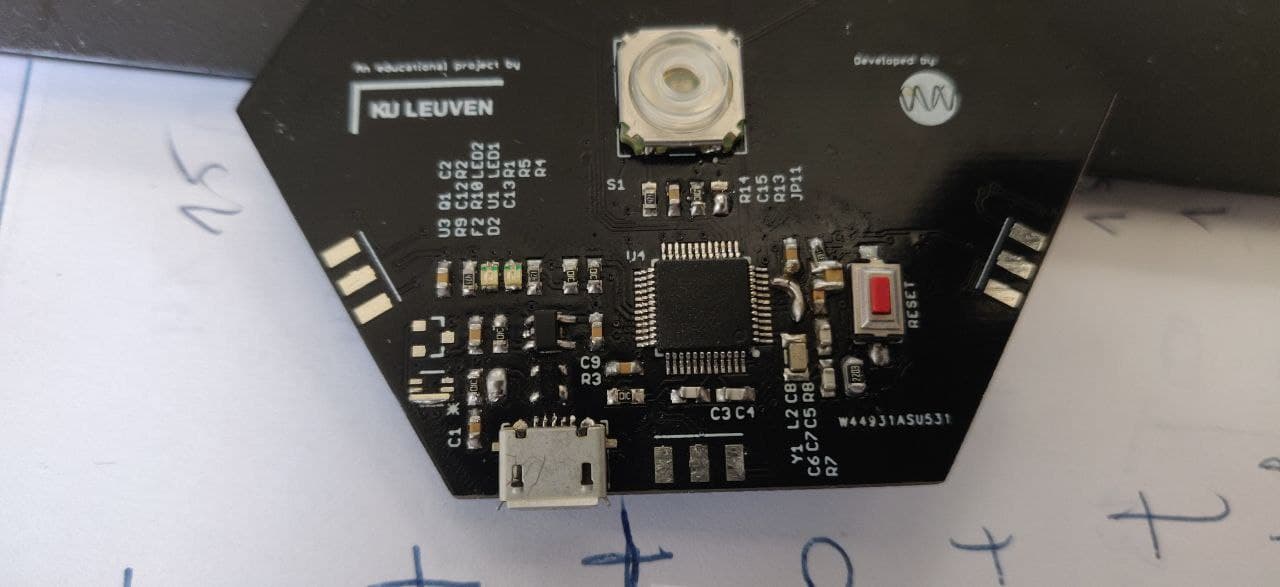 An educational project by
KU LEUVEN
Developed by:
U3 Q1 C2
R9 C12 R2
F2 R10 LED2
D2 U1 LED1
C13 R1
R5
R4
S1
R14
C15
R13
JP11
U4
RESET
C9
R3
C1
C3 C4
Y1 L2 C8
C6 C7 C5 R8
R7
2203
W44931ASU531
15